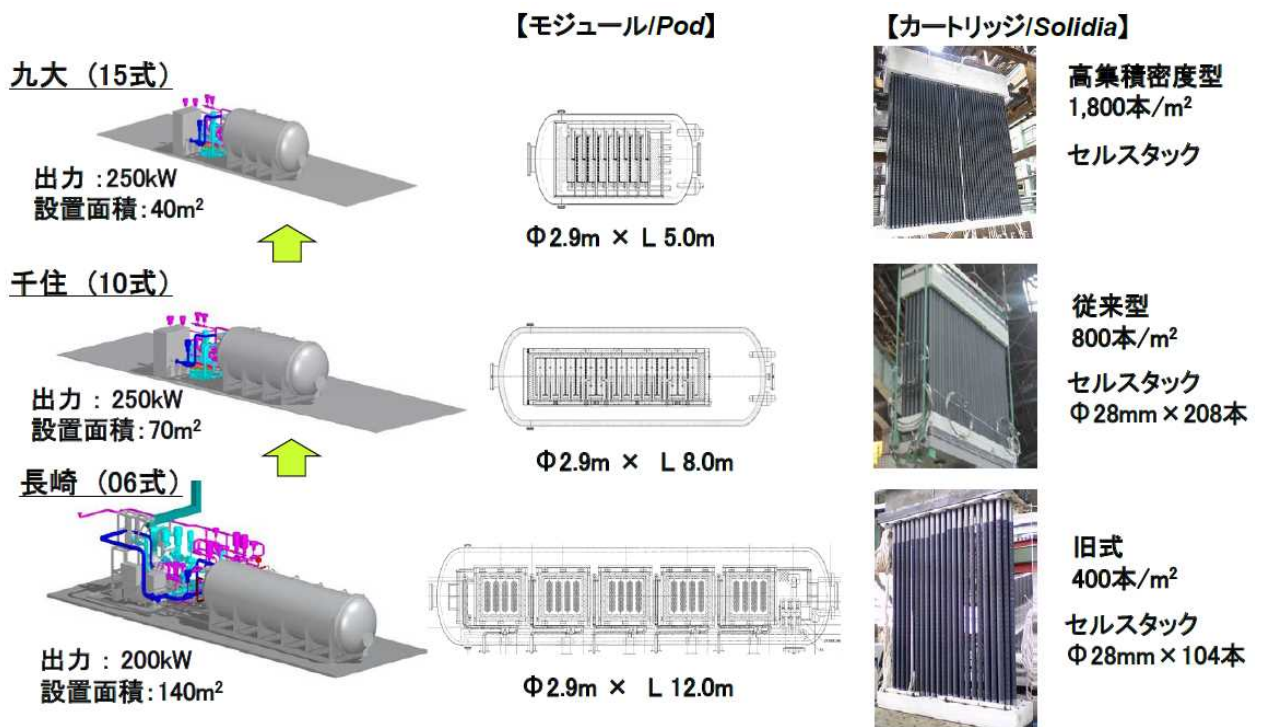 【モジュール/Pod】
【カートリッジ/Solidia】
九大 (15式)
出力 :250kW
設置面積:40m²
Φ2.9m × L 5.0m
高集積密度型
1,800本/m²
セルスタック
千住 (10式)
出力 : 250kW
設置面積:70m²
Φ2.9m × L 8.0m
従来型
800本/m²
セルスタック
Φ28mm×208本
長崎 (06式)
出力 : 200kW
設置面積:140m²
Φ2.9m × L 12.0m
旧式
400本/m²
セルスタック
Φ28mm×104本